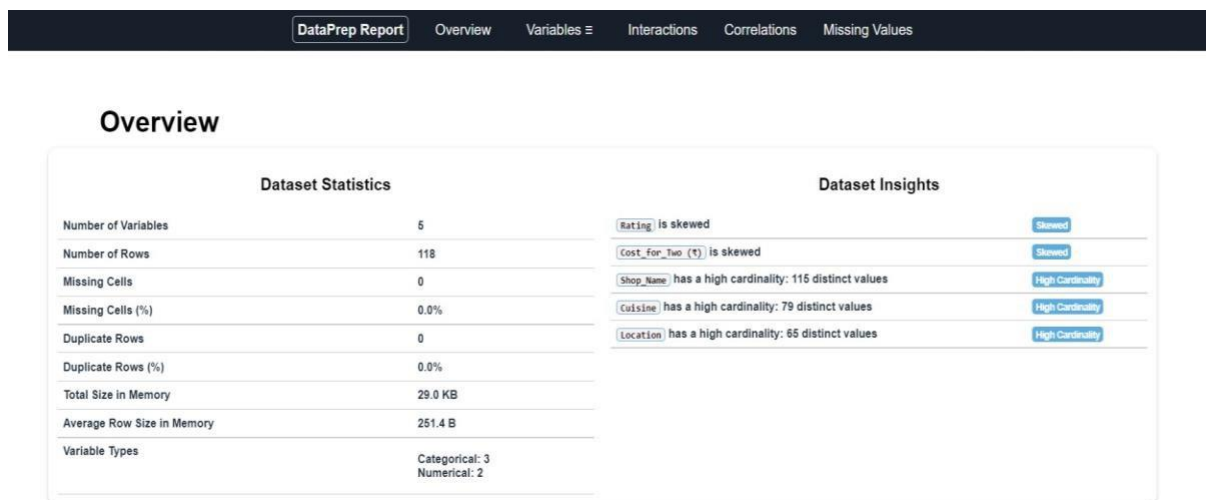 DataPrep Report Overview Variables ≡ Interactions Correlations Missing Values
Overview
Dataset Statistics
Number of Variables 5
Number of Rows 118
Missing Cells 0
Missing Cells (%) 0.0%
Duplicate Rows 0
Duplicate Rows (%) 0.0%
Total Size in Memory 29.0 KB
Average Row Size in Memory 251.4 B
Variable Types Categorical: 3
Numerical: 2
Dataset Insights
Rating is skewed Skewed
Cost_for_Two (₹) is skewed Skewed
Shop_Name has a high cardinality: 115 distinct values High Cardinality
Cuisine has a high cardinality: 79 distinct values High Cardinality
Location has a high cardinality: 65 distinct values High Cardinality